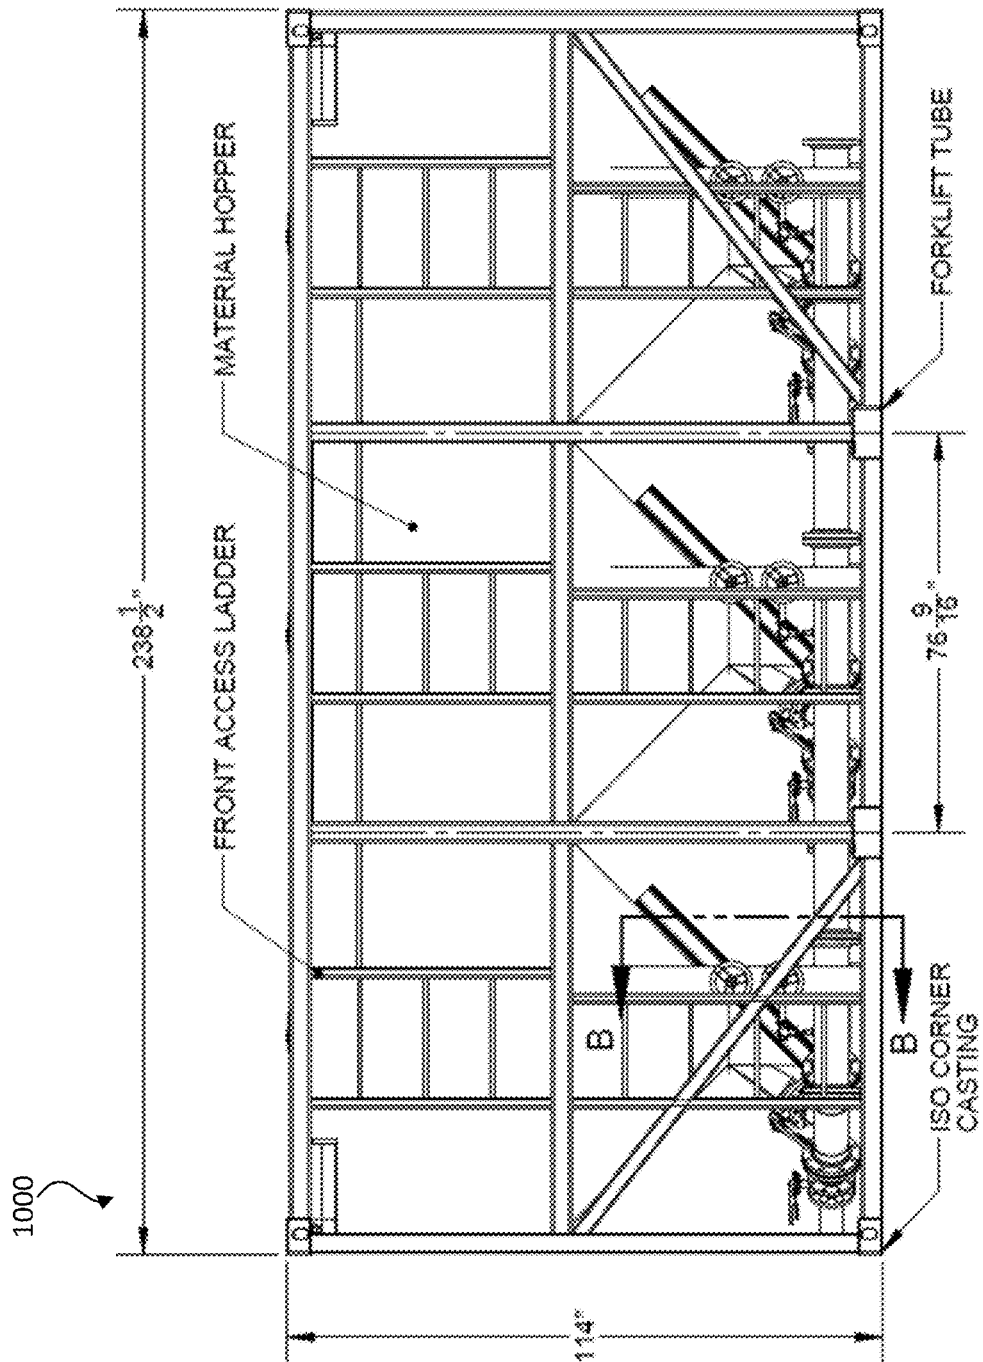 1000
238 1/2"
FRONT ACCESS LADDER
MATERIAL HOPPER
114"
B
B
76 9/16"
ISO CORNER
CASTING
FORKLIFT TUBE